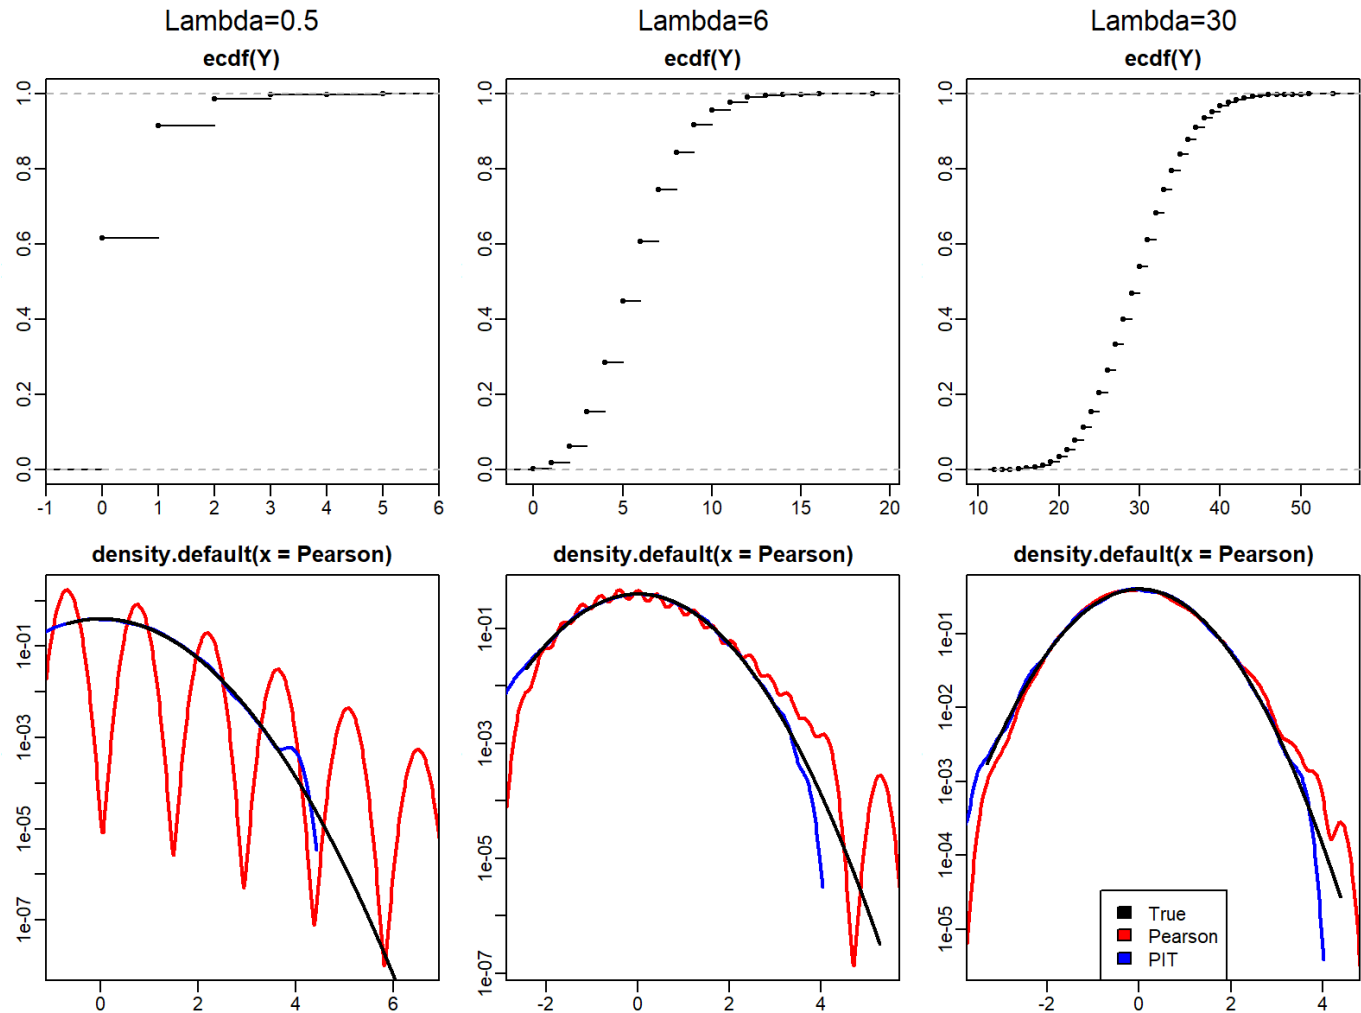 Lambda=0.5 Lambda=6 Lambda=30
ecdf(Y) ecdf(Y) ecdf(Y)
1.0 1.0 1.0
0.8 0.8 0.8
0.6 0.6 0.6
0.4 0.4 0.4
0.2 0.2 0.2
0.0 0.0 0.0
-1 0 1 2 3 4 5 6 0 5 10 15 20 10 20 30 40 50
density.default(x = Pearson) density.default(x = Pearson) density.default(x = Pearson)
1e-01 1e-01 1e-01
1e-03 1e-03 1e-02
1e-05 1e-05 1e-03
1e-07 1e-07 1e-04
1e-05
True
Pearson
PIT
0 2 4 6 -2 0 2 4 -2 0 2 4